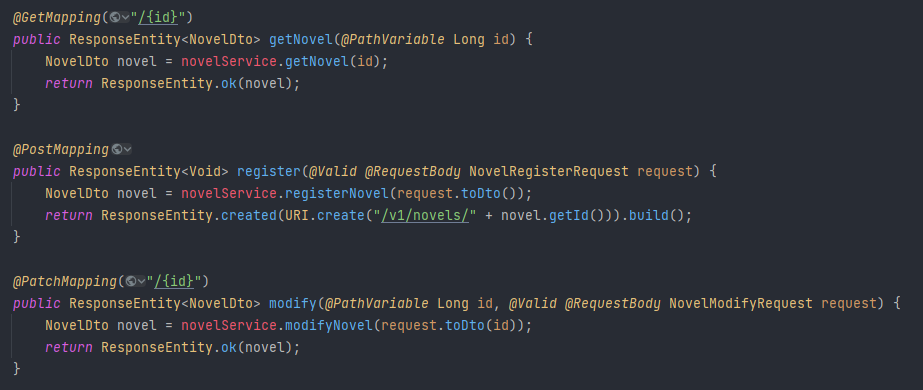 @GetMapping("/{id}")
public ResponseEntity<NovelDto> getNovel(@PathVariable Long id) {
    NovelDto novel = novelService.getNovel(id);
    return ResponseEntity.ok(novel);
}

@PostMapping
public ResponseEntity<Void> register(@Valid @RequestBody NovelRegisterRequest request) {
    NovelDto novel = novelService.registerNovel(request.toDto());
    return ResponseEntity.created(URI.create("/v1/novels/" + novel.getId())).build();
}

@PatchMapping("/{id}")
public ResponseEntity<NovelDto> modify(@PathVariable Long id, @Valid @RequestBody NovelModifyRequest request) {
    NovelDto novel = novelService.modifyNovel(request.toDto(id));
    return ResponseEntity.ok(novel);
}